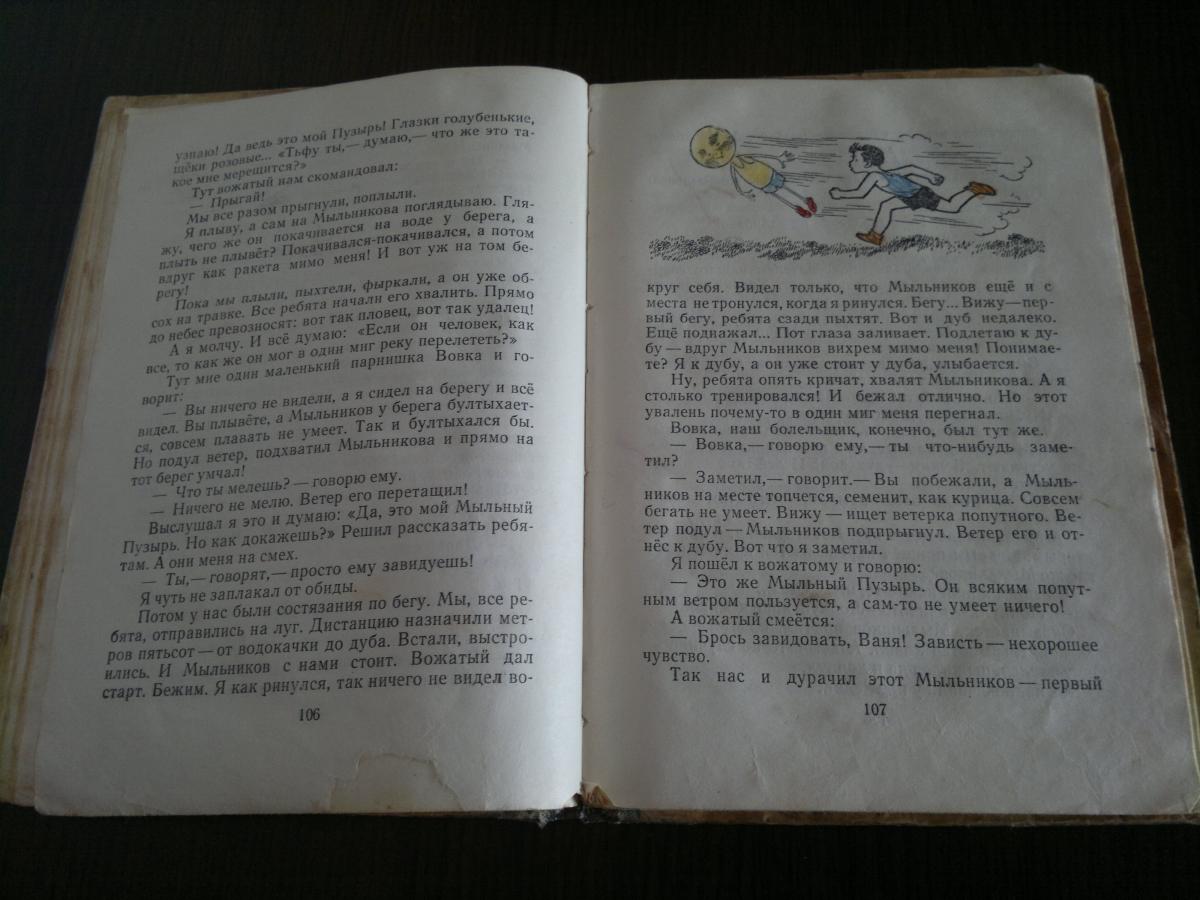 узнаю! Да ведь это мой Пузырь! Глазки голубенькие,
щёки розовые... «Тьфу ты,— думаю,— что же это та-
кое мне мерещится?»
Тут вожатый нам скомандовал:
— Прыгай!
Мы все разом прыгнули, поплыли.
Я плыву, а сам на Мыльникова поглядываю. Гля-
жу, чего же он покачивается на воде у берега, а
плыть не плывёт? Покачивался-покачивался, а потом
вдруг как ракета мимо меня! И вот уж на том бе-
регу!
Пока мы плыли, пыхтели, фыркали, а он уже об-
сох на травке. Все ребята начали его хвалить. Прямо
до небес превозносят: вот так пловец, вот так удалец!
А я молчу. И всё думаю: «Если он человек, как
все, то как же он мог в один миг реку перелететь?»
Тут мне один маленький парнишка Вовка и го-
ворит:
— Вы ничего не видели, а я сидел на берегу и всё
видел. Вы плывёте, а Мыльников у берега бултыхает-
ся, совсем плавать не умеет. Так и бултыхался бы.
Но подул ветер, подхватил Мыльникова и прямо на
тот берег умчал!
— Что ты мелешь? — говорю ему.
— Ничего не мелю. Ветер его перетащил!
Выслушал я это и думаю: «Да, это мой Мыльный
Пузырь. Но как докажешь?» Решил рассказать ребя-
там. А они меня на смех.
— Ты,— говорят,— просто ему завидуешь!
Я чуть не заплакал от обиды.
Потом у нас были состязания по бегу. Мы, все ре-
бята, отправились на луг. Дистанцию назначили мет-
ров пятьсот — от водокачки до дуба. Встали, выстро-
ились. И Мыльников с нами стоит. Вожатый дал
старт. Бежим. Я как ринулся, так ничего не видел во-
106
круг себя. Видел только, что Мыльников ещё и с
места не тронулся, когда я ринулся. Бегу... Вижу — пер-
вый бегу, ребята сзади пыхтят. Вот и дуб недалеко.
Ещё поднажал... Пот глаза заливает. Подлетаю к ду-
бу — вдруг Мыльников вихрем мимо меня! Понимае-
те? Я к дубу, а он уже стоит у дуба, улыбается.
Ну, ребята опять кричат, хвалят Мыльникова. А я
столько тренировался! И бежал отлично. Но этот
увалень почему-то в один миг меня перегнал.
Вовка, наш болельщик, конечно, был тут же.
— Вовка,— говорю ему,— ты что-нибудь заме-
тил?
— Заметил,— говорит.— Вы побежали, а Мыль-
ников на месте топчется, семенит, как курица. Совсем
бегать не умеет. Вижу — ищет ветерка попутного. Ве-
тер подул — Мыльников подпрыгнул. Ветер его и от-
нёс к дубу. Вот что я заметил.
Я пошёл к вожатому и говорю:
— Это же Мыльный Пузырь. Он всяким попут-
ным ветром пользуется, а сам-то не умеет ничего!
А вожатый смеётся:
— Брось завидовать, Ваня! Зависть — нехорошее
чувство.
Так нас и дурачил этот Мыльников — первый
107